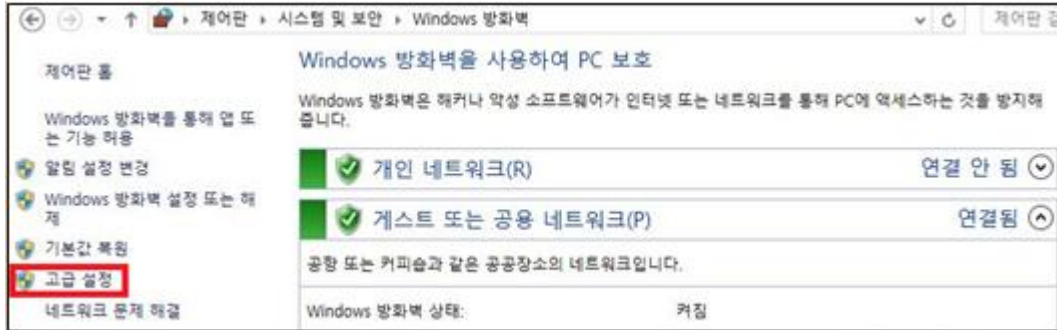 제어판 ▸ 시스템 및 보안 ▸ Windows 방화벽
제어판
제어판 홈
Windows 방화벽을 통해 앱 또
는 기능 허용
알림 설정 변경
Windows 방화벽 설정 또는 해
제
기본값 복원
고급 설정
네트워크 문제 해결
Windows 방화벽을 사용하여 PC 보호
Windows 방화벽은 해커나 악성 소프트웨어가 인터넷 또는 네트워크를 통해 PC에 액세스하는 것을 방지해
줍니다.
개인 네트워크(R) 연결 안 됨
게스트 또는 공용 네트워크(P) 연결됨
공항 또는 커피숍과 같은 공공장소의 네트워크입니다.
Windows 방화벽 상태: 켜짐